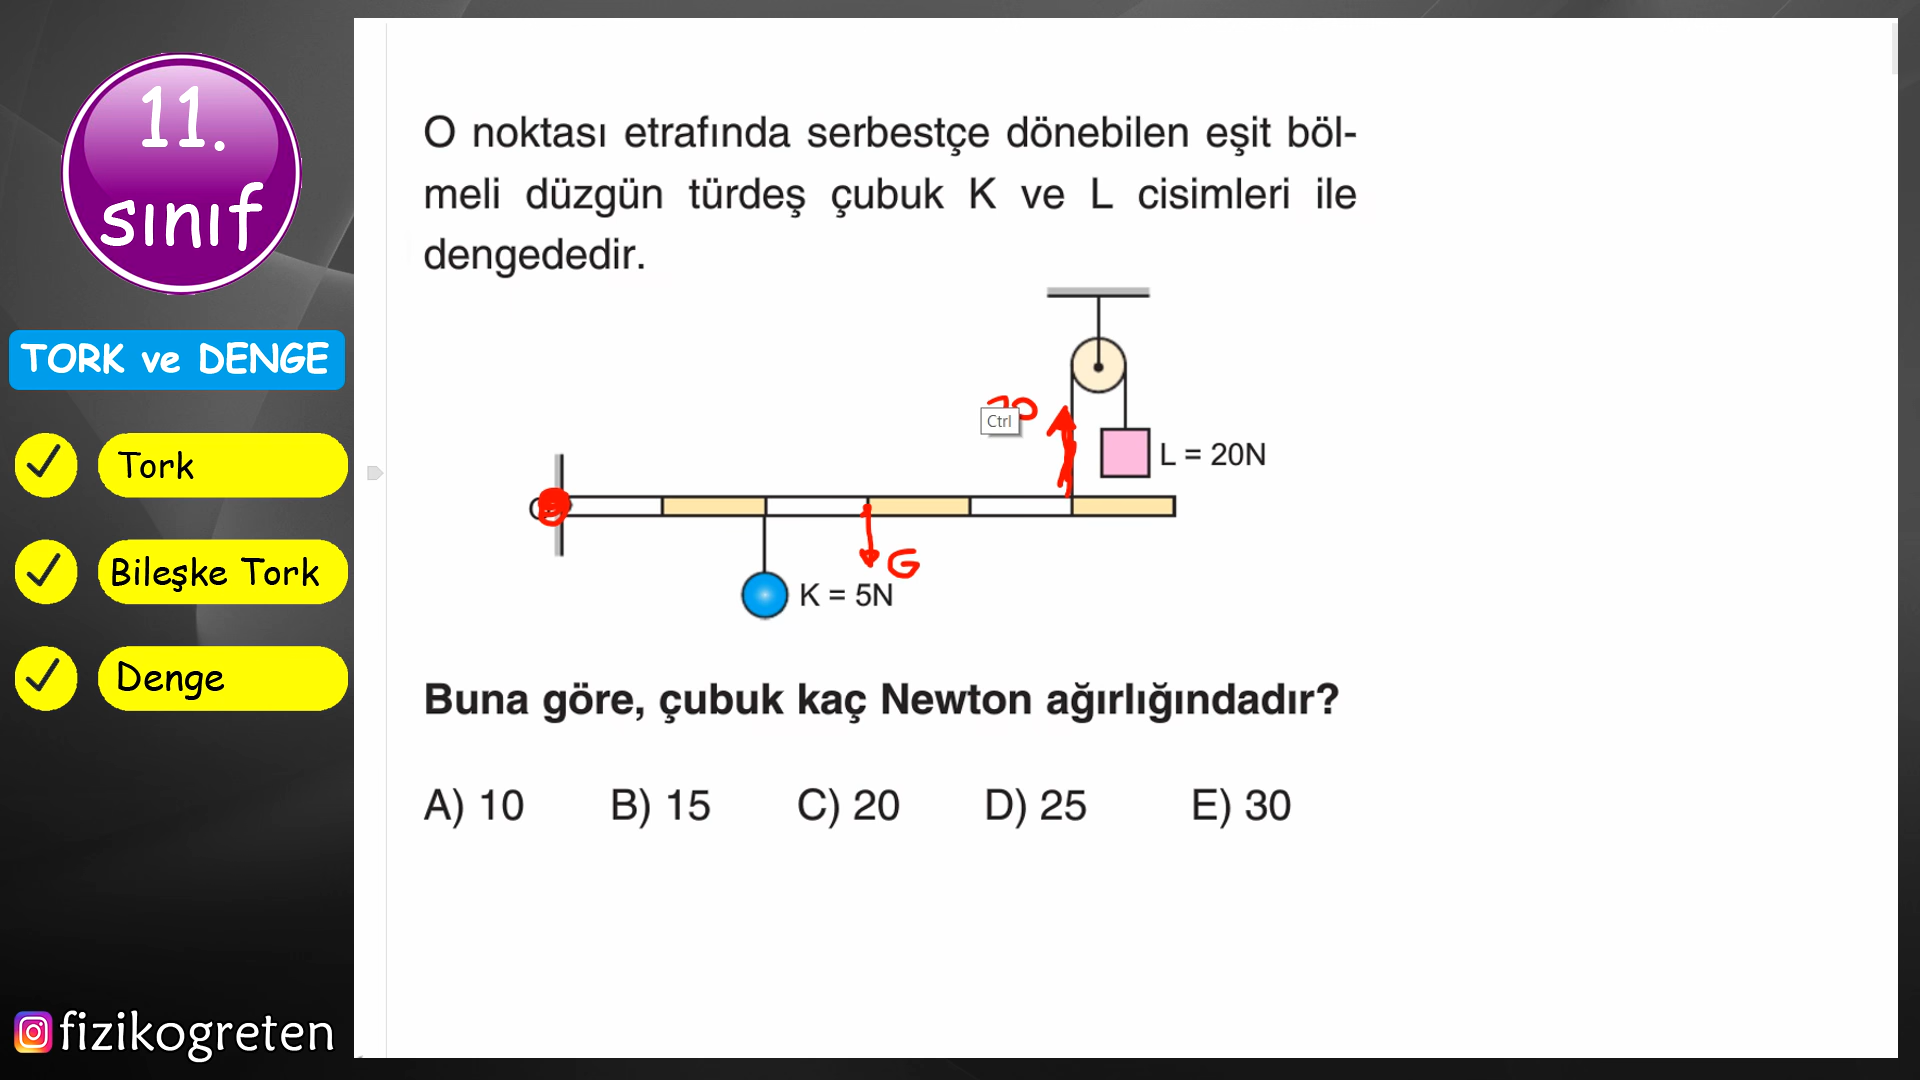 11.
sınıf
TORK ve DENGE
Tork
Bileşke Tork
Denge
fizikogreten
O noktası etrafında serbestçe dönebilen eşit böl-
meli düzgün türdeş çubuk K ve L cisimleri ile
dengededir.
Ctrl
L = 20N
G
K = 5N
Buna göre, çubuk kaç Newton ağırlığındadır?
A) 10 B) 15 C) 20 D) 25 E) 30